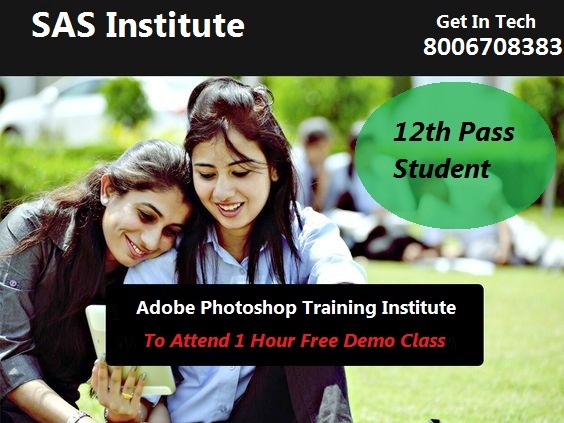 SAS Institute
Get In Tech
8006708383
12th Pass
Student
Adobe Photoshop Training Institute
To Attend 1 Hour Free Demo Class